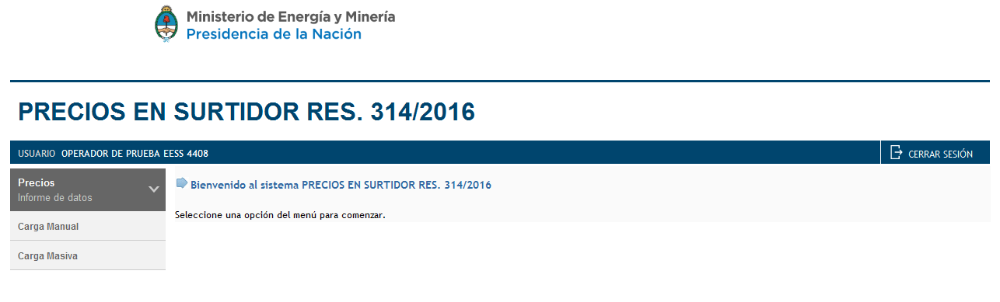 Ministerio de Energía y Minería
Presidencia de la Nación
PRECIOS EN SURTIDOR RES. 314/2016
USUARIO OPERADOR DE PRUEBA EESS 4408
CERRAR SESIÓN
Precios
Informe de datos
Carga Manual
Carga Masiva
Bienvenido al sistema PRECIOS EN SURTIDOR RES. 314/2016
Seleccione una opción del menú para comenzar.